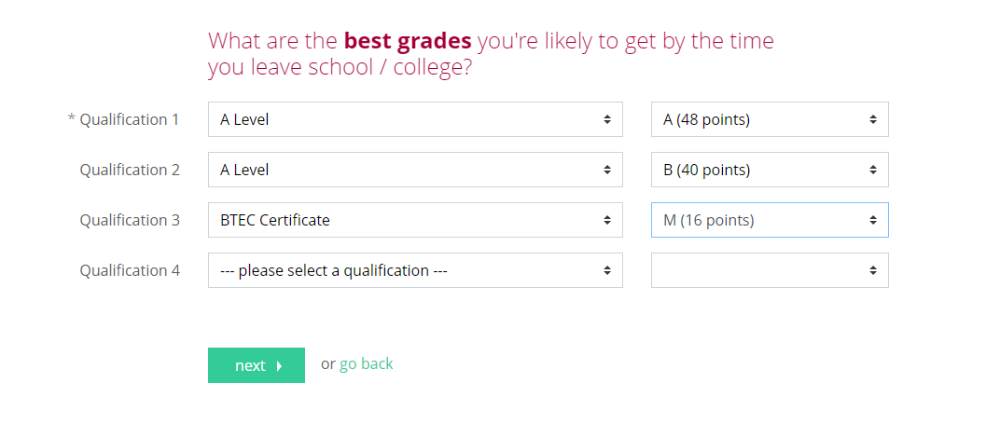 What are the best grades you're likely to get by the time
you leave school / college?
* Qualification 1 A Level A (48 points)
Qualification 2 A Level B (40 points)
Qualification 3 BTEC Certificate M (16 points)
Qualification 4 --- please select a qualification ---
next or go back